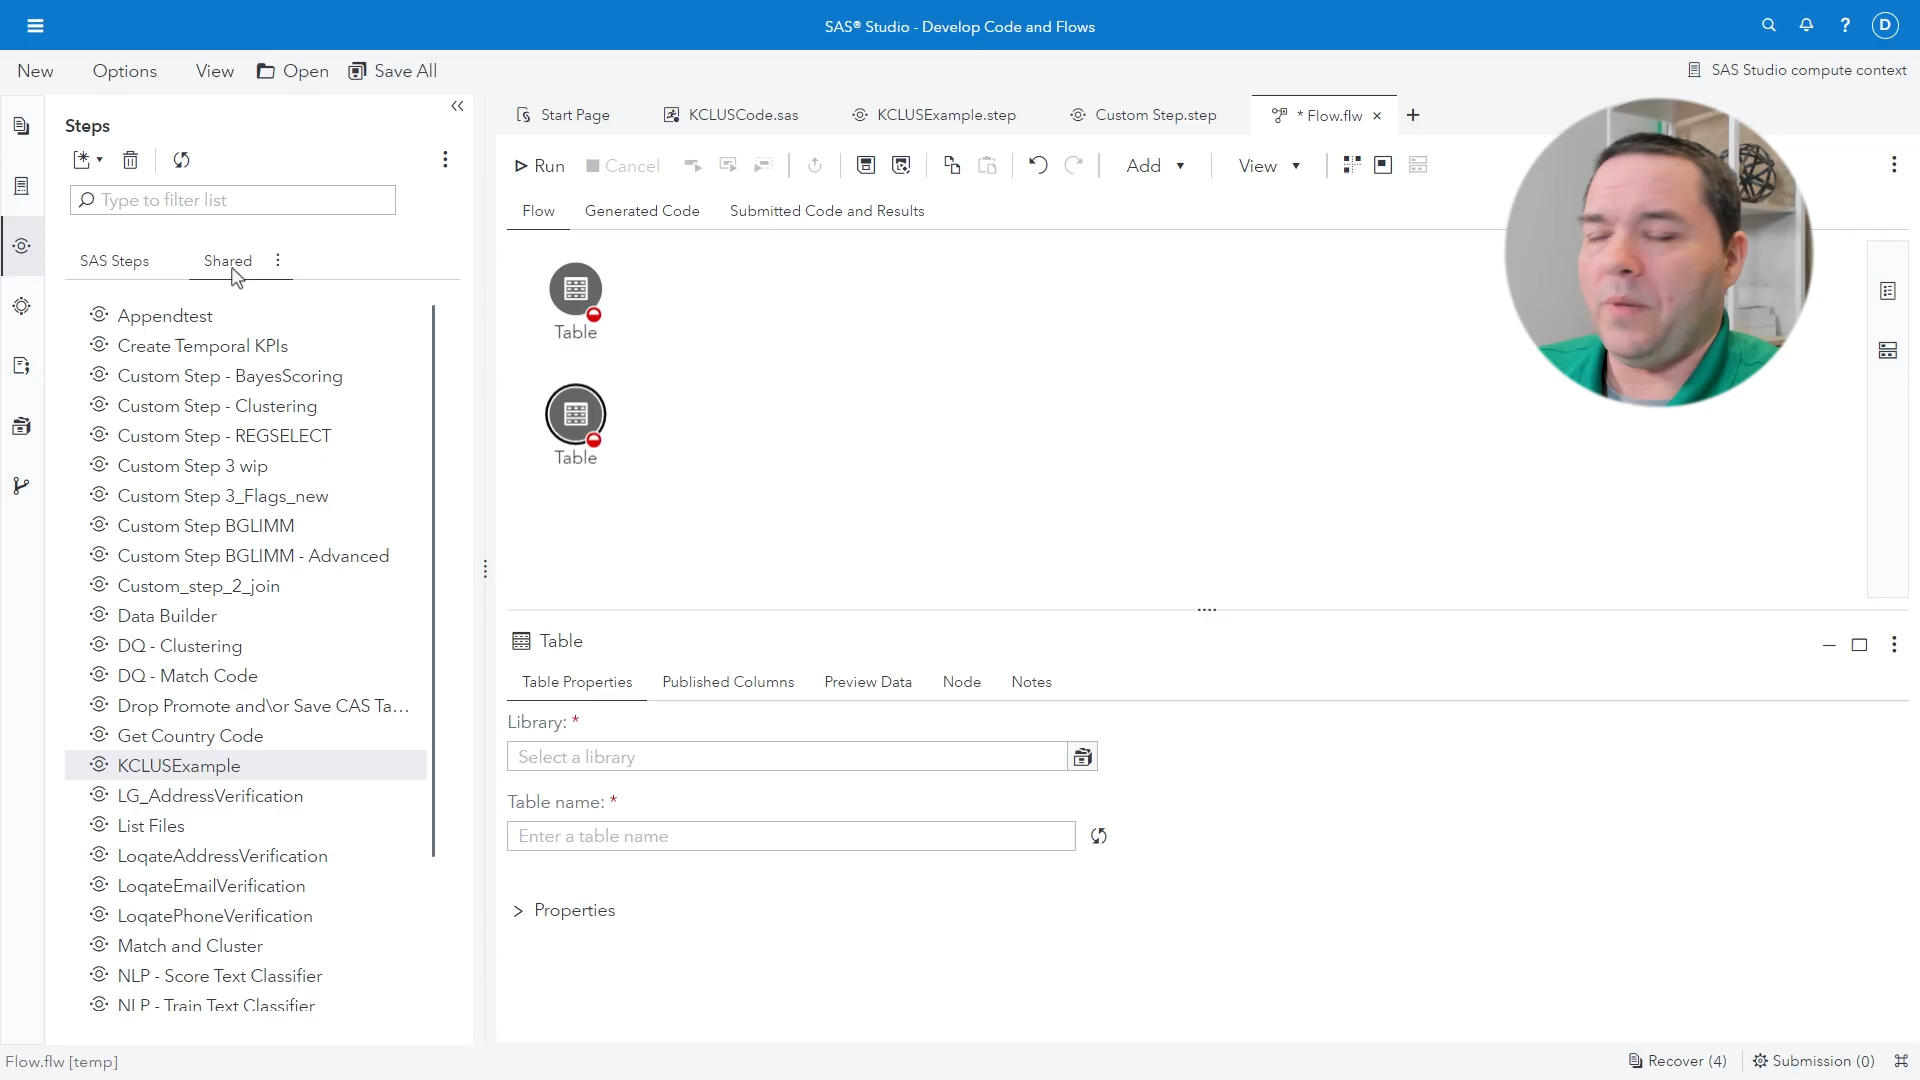 SAS® Studio - Develop Code and Flows
?
D
New
Options
View
Open
Save All
SAS Studio compute context
Steps
Type to filter list
SAS Steps
Shared
Appendtest
Create Temporal KPIs
Custom Step - BayesScoring
Custom Step - Clustering
Custom Step - REGSELECT
Custom Step 3 wip
Custom Step 3_Flags_new
Custom Step BGLIMM
Custom Step BGLIMM - Advanced
Custom_step_2_join
Data Builder
DQ - Clustering
DQ - Match Code
Drop Promote and\or Save CAS Ta...
Get Country Code
KCLUSExample
LG_AddressVerification
List Files
LoqateAddressVerification
LoqateEmailVerification
LoqatePhoneVerification
Match and Cluster
NLP - Score Text Classifier
NLP - Train Text Classifier
Start Page
KCLUSCode.sas
KCLUSExample.step
Custom Step.step
* Flow.flw
Run
Cancel
Add
View
Flow
Generated Code
Submitted Code and Results
Table
Table
Table
Table Properties
Published Columns
Preview Data
Node
Notes
Library: *
Select a library
Table name: *
Enter a table name
Properties
Flow.flw [temp]
Recover (4)
Submission (0)